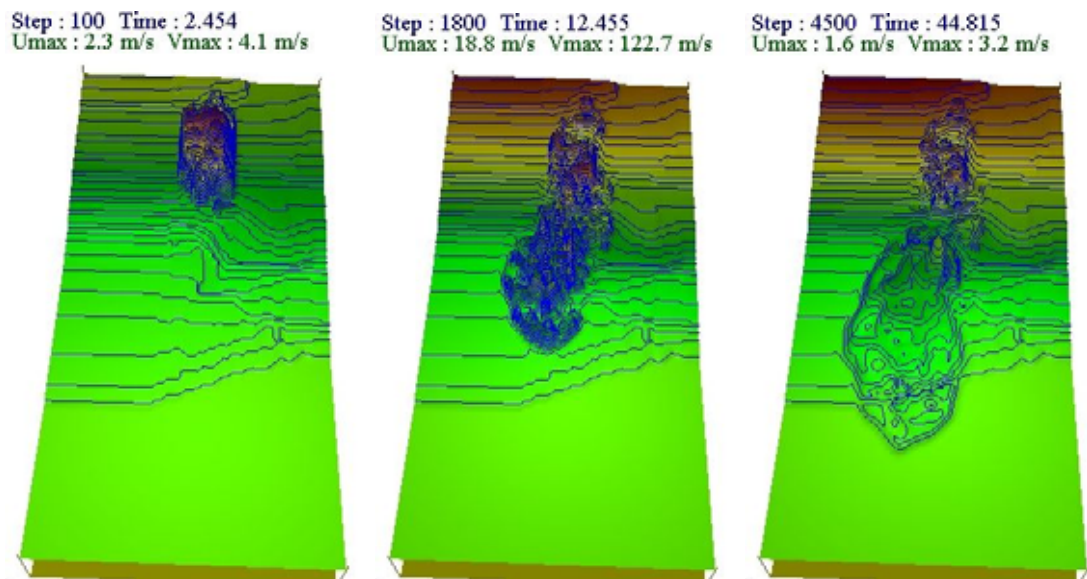 Step : 100 Time : 2.454
Umax : 2.3 m/s Vmax : 4.1 m/s
Step : 1800 Time : 12.455
Umax : 18.8 m/s Vmax : 122.7 m/s
Step : 4500 Time : 44.815
Umax : 1.6 m/s Vmax : 3.2 m/s